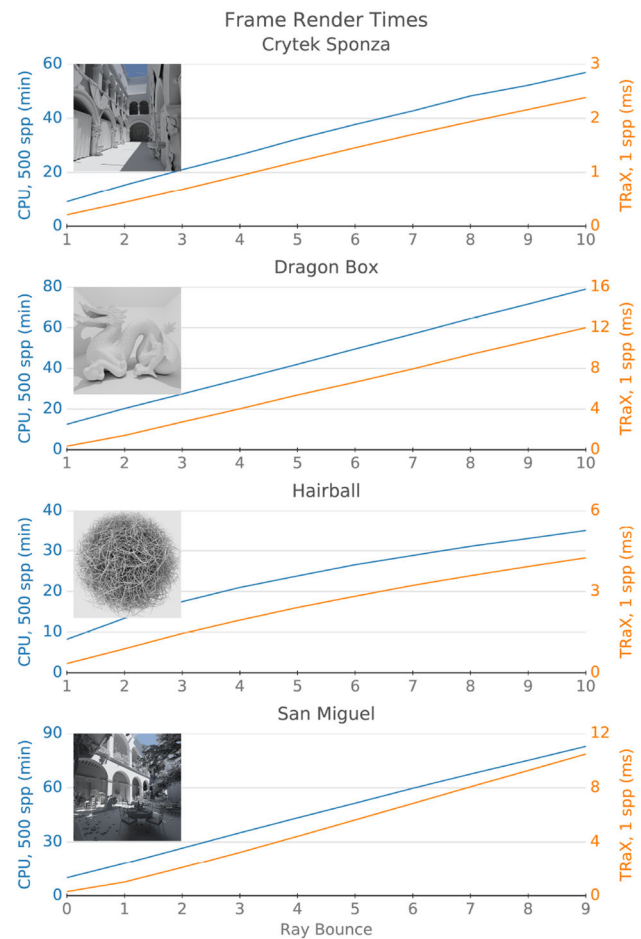 Frame Render Times
Crytek Sponza
CPU, 500 spp (min)
60
40
20
0
3
2
1
0
TRaX, 1 spp (ms)
1 2 3 4 5 6 7 8 9 10
Dragon Box
CPU, 500 spp (min)
80
60
40
20
0
16
12
8
4
0
TRaX, 1 spp (ms)
1 2 3 4 5 6 7 8 9 10
Hairball
CPU, 500 spp (min)
40
30
20
10
0
6
3
0
TRaX, 1 spp (ms)
1 2 3 4 5 6 7 8 9 10
San Miguel
CPU, 500 spp (min)
90
60
30
0
12
8
4
0
TRaX, 1 spp (ms)
0 1 2 3 4 5 6 7 8 9
Ray Bounce